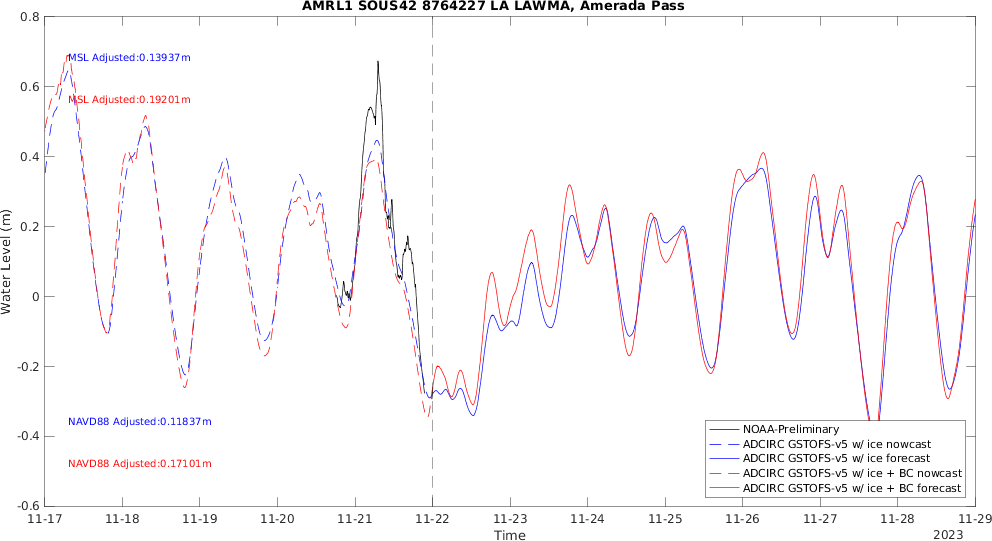 AMRL1 SOUS42 8764227 LA LAWMA, Amerada Pass
0.8
0.6
0.4
0.2
0
-0.2
-0.4
-0.6
Water Level (m)
MSL Adjusted:0.13937m
MSL Adjusted:0.19201m
NAVD88 Adjusted:0.11837m
NAVD88 Adjusted:0.17101m
NOAA-Preliminary
ADCIRC GSTOFS-v5 w/ ice nowcast
ADCIRC GSTOFS-v5 w/ ice forecast
ADCIRC GSTOFS-v5 w/ ice + BC nowcast
ADCIRC GSTOFS-v5 w/ ice + BC forecast
11-17 11-18 11-19 11-20 11-21 11-22 11-23 11-24 11-25 11-26 11-27 11-28 11-29
Time
2023